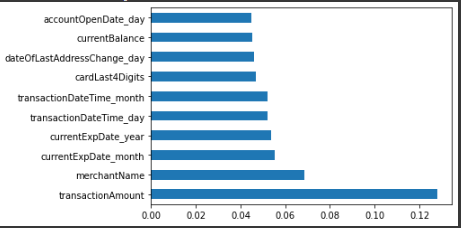 accountOpenDate_day
currentBalance
dateOfLastAddressChange_day
cardLast4Digits
transactionDateTime_month
transactionDateTime_day
currentExpDate_year
currentExpDate_month
merchantName
transactionAmount
0.00 0.02 0.04 0.06 0.08 0.10 0.12